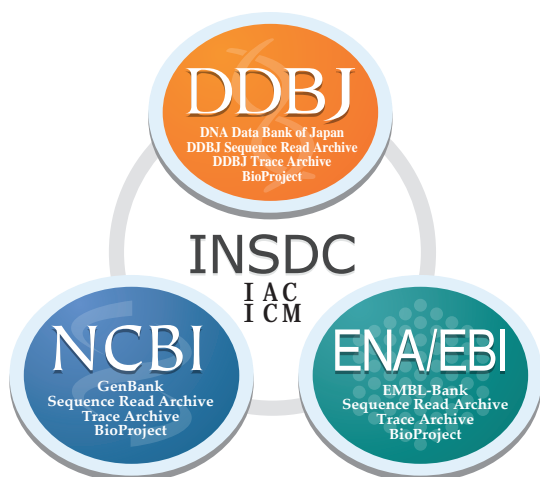 DDBJ
DNA Data Bank of Japan
DDBJ Sequence Read Archive
DDBJ Trace Archive
BioProject
INSDC
IAC
ICM
NCBI
GenBank
Sequence Read Archive
Trace Archive
BioProject
ENA/EBI
EMBL-Bank
Sequence Read Archive
Trace Archive
BioProject